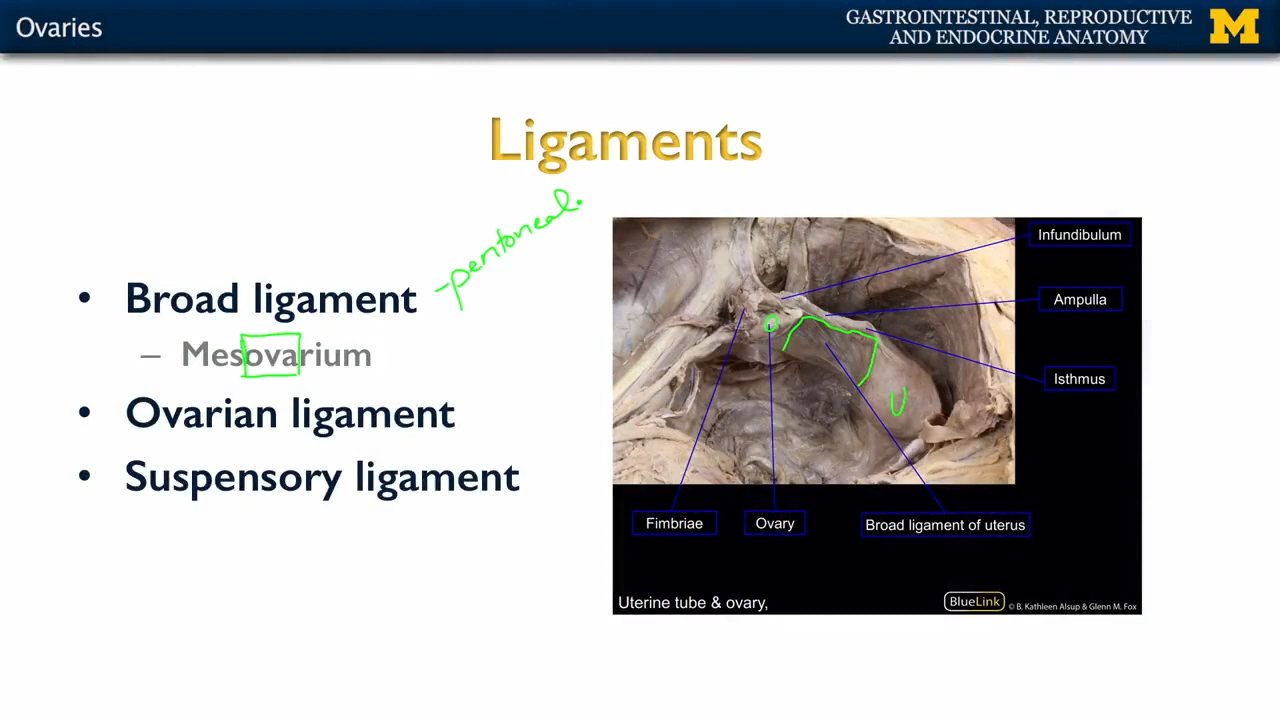 Ovaries
GASTROINTESTINAL, REPRODUCTIVE
AND ENDOCRINE ANATOMY
M
Ligaments
-peritoneal.
• Broad ligament
– Mesovarium
• Ovarian ligament
• Suspensory ligament
Infundibulum
Ampulla
Isthmus
O
U
Fimbriae
Ovary
Broad ligament of uterus
Uterine tube & ovary,
BlueLink
© B. Kathleen Alsup & Glenn M. Fox